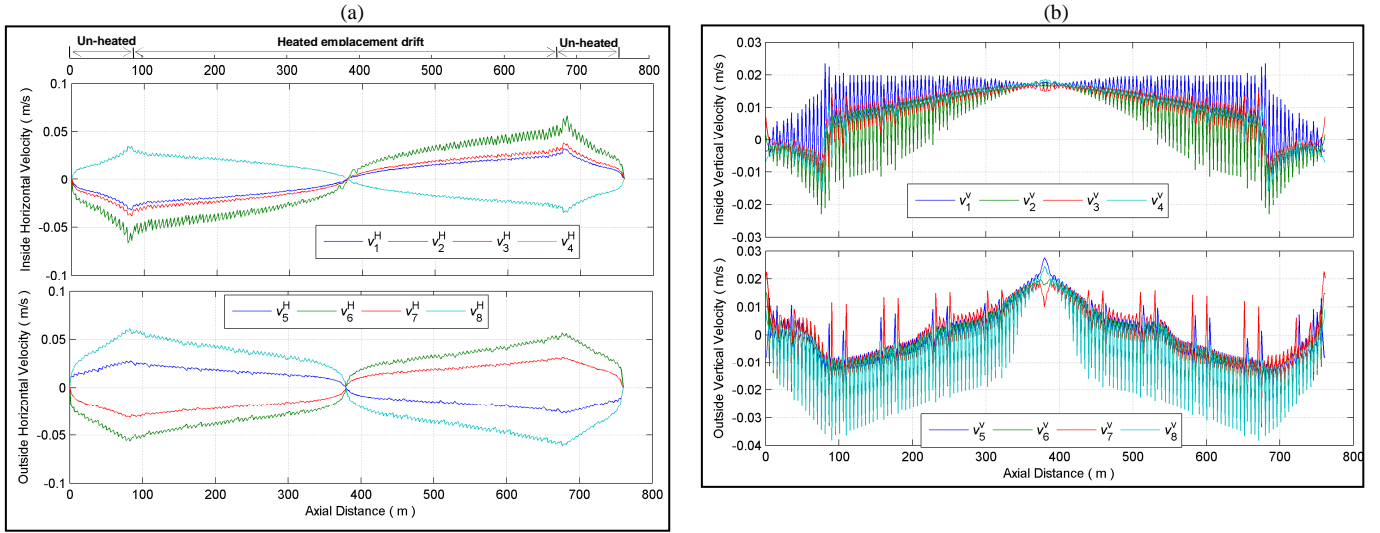 (a)
Un-heated Heated emplacement drift Un-heated
0 100 200 300 400 500 600 700 800
0.1
0.05
0
-0.05
-0.1
Inside Horizontal Velocity ( m/s )
v1H v2H v3H v4H
0.1
0.05
0
-0.05
-0.1
Outside Horizontal Velocity ( m/s )
v5H v6H v7H v8H
0 100 200 300 400 500 600 700 800
Axial Distance ( m )
(b)
0.03
0.02
0.01
0
-0.01
-0.02
-0.03
Inside Vertical Velocity ( m/s )
v1v v2v v3v v4v
0.03
0.02
0.01
0
-0.01
-0.02
-0.03
-0.04
Outside Vertical Velocity ( m/s )
v5v v6v v7v v8v
0 100 200 300 400 500 600 700 800
Axial Distance ( m )